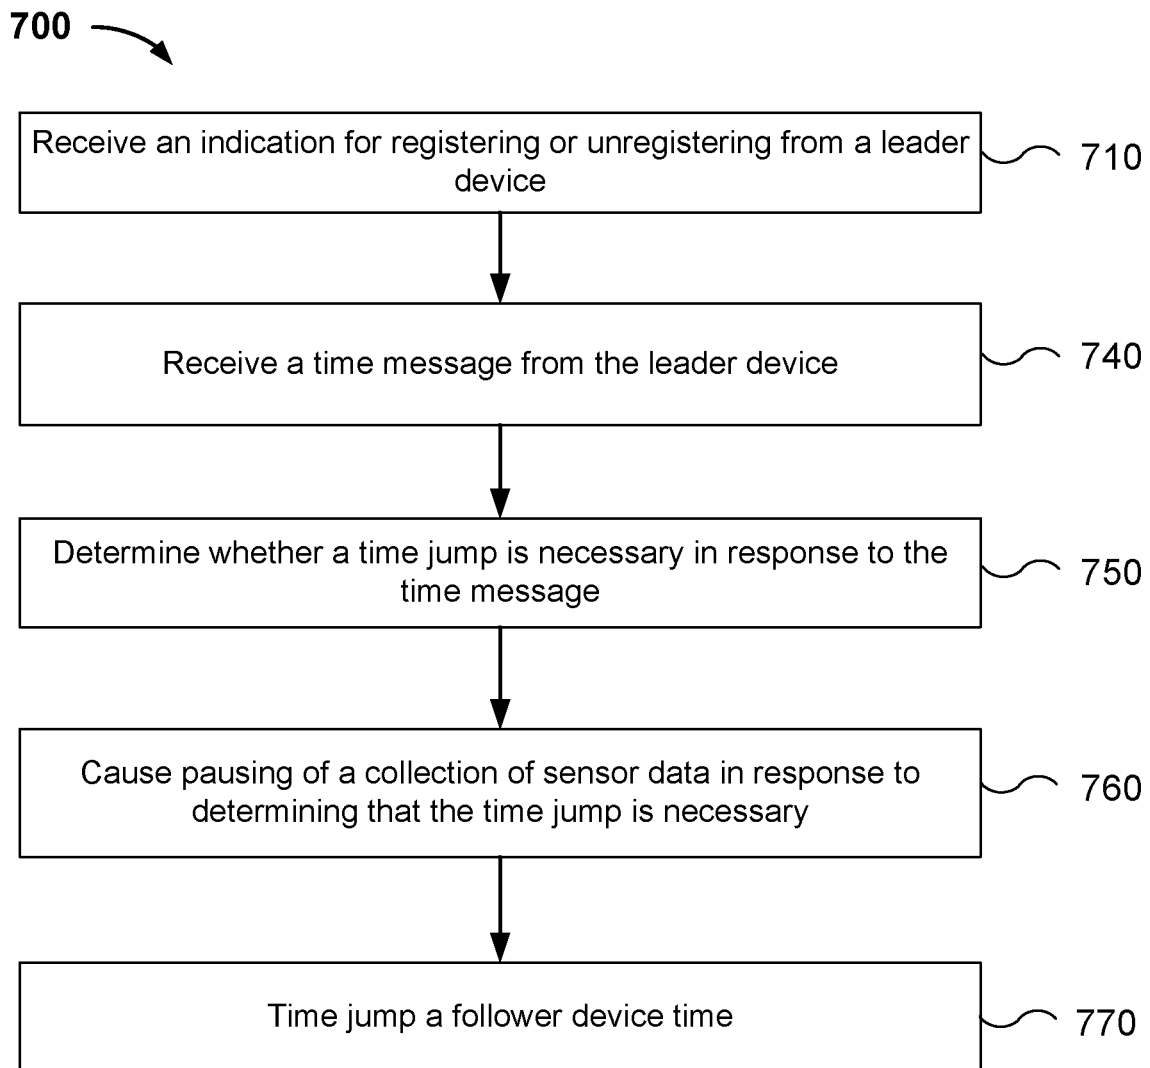 700
Receive an indication for registering or unregistering from a leader
device
710
Receive a time message from the leader device
740
Determine whether a time jump is necessary in response to the
time message
750
Cause pausing of a collection of sensor data in response to
determining that the time jump is necessary
760
Time jump a follower device time
770